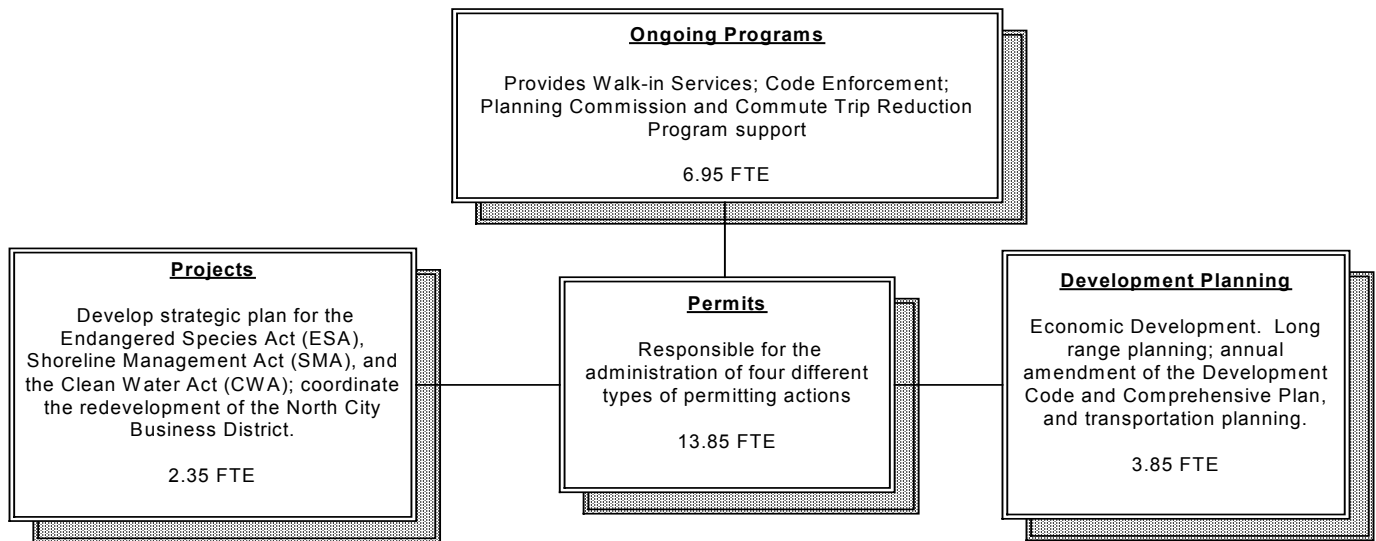 Ongoing Programs
Provides Walk-in Services; Code Enforcement;
Planning Commission and Commute Trip Reduction
Program support
6.95 FTE
Projects
Develop strategic plan for the
Endangered Species Act (ESA),
Shoreline Management Act (SMA), and
the Clean Water Act (CWA); coordinate
the redevelopment of the North City
Business District.
2.35 FTE
Permits
Responsible for the
administration of four different
types of permitting actions
13.85 FTE
Development Planning
Economic Development.  Long
range planning; annual
amendment of the Development
Code and Comprehensive Plan,
and transportation planning.
3.85 FTE